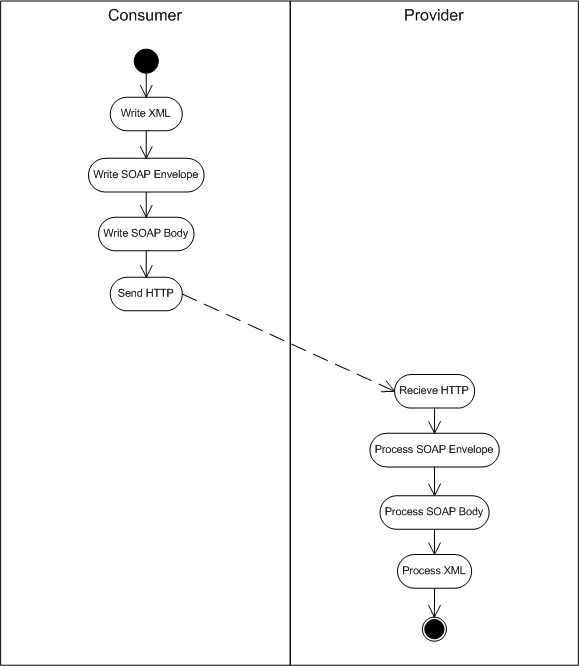 Consumer
Provider
Write XML
Write SOAP Envelope
Write SOAP Body
Send HTTP
Recieve HTTP
Process SOAP Envelope
Process SOAP Body
Process XML